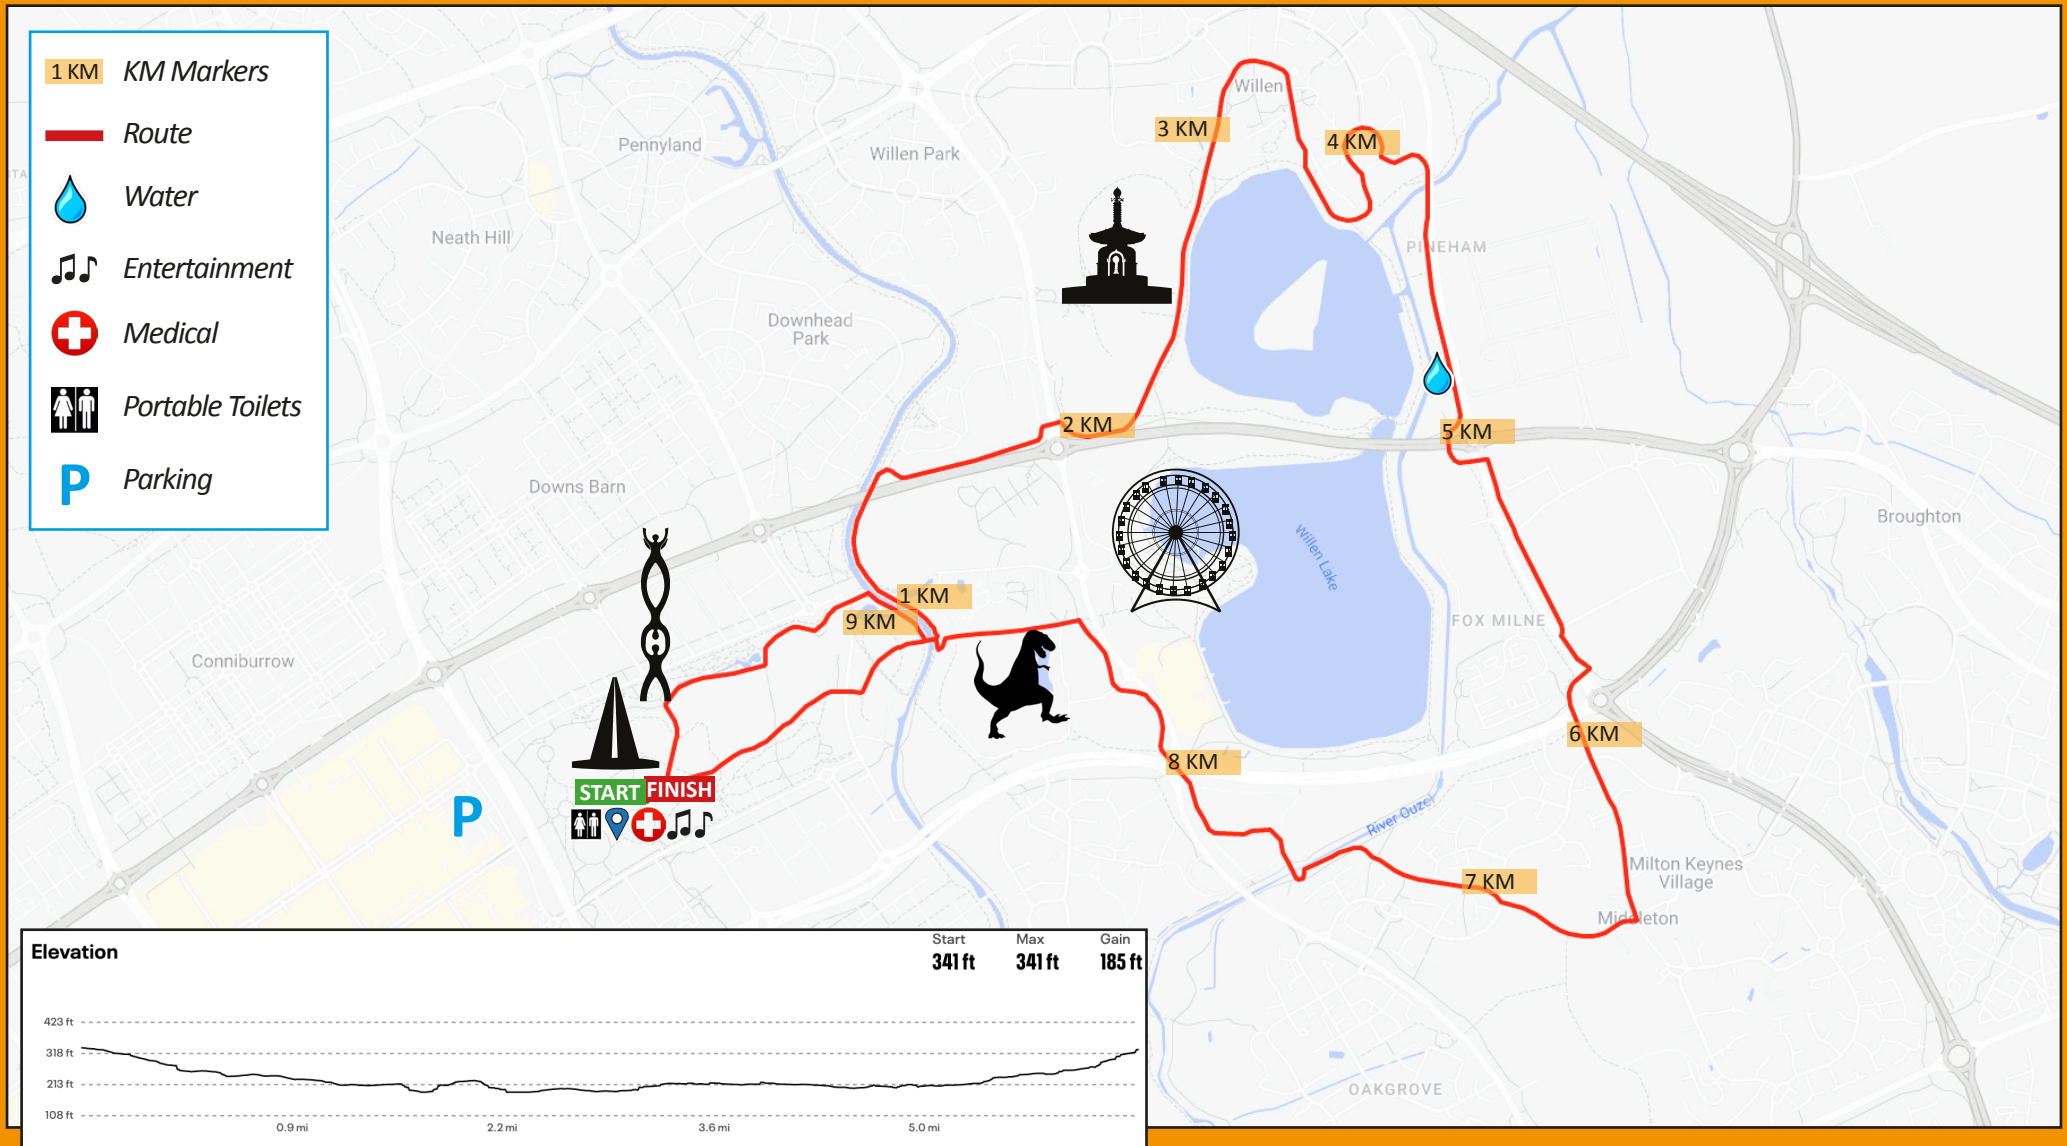 1 KM KM Markers
Route
Water
Entertainment
Medical
Portable Toilets
P Parking
Willen
3 KM
4 KM
Pennyland
Willen Park
Neath Hill
PINEHAM
Downhead
Park
2 KM
5 KM
Downs Barn
Broughton
Willen Lake
1 KM
9 KM
FOX MILNE
Conniburrow
6 KM
8 KM
START FINISH
P
River Ouzel
Milton Keynes
Village
7 KM
Middleton
OAKGROVE
Elevation
Start Max Gain
341 ft 341 ft 185 ft
423 ft
318 ft
213 ft
108 ft
0.9 mi 2.2 mi 3.6 mi 5.0 mi